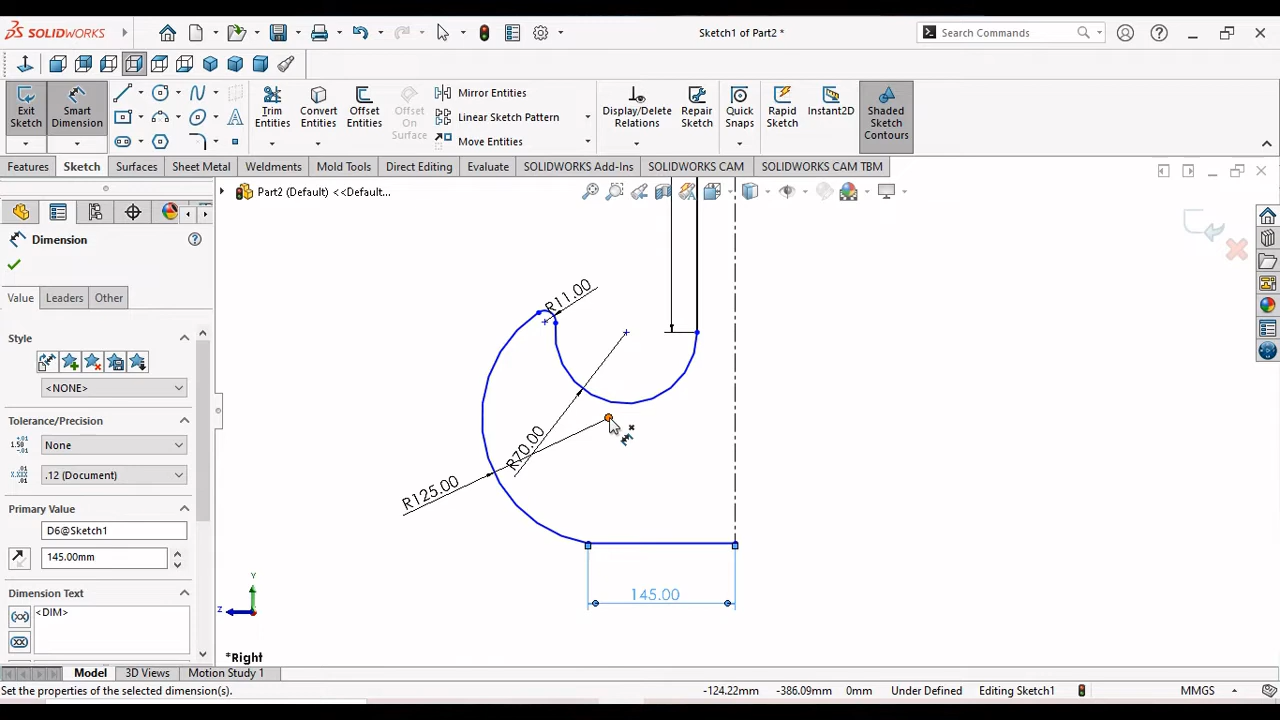 SOLIDWORKS
Sketch1 of Part2 *
Search Commands
Exit Sketch
Smart Dimension
Trim Entities
Convert Entities
Offset Entities
Offset On Surface
Mirror Entities
Linear Sketch Pattern
Move Entities
Display/Delete Relations
Repair Sketch
Quick Snaps
Rapid Sketch
Instant2D
Shaded Sketch Contours
Features
Sketch
Surfaces
Sheet Metal
Weldments
Mold Tools
Direct Editing
Evaluate
SOLIDWORKS Add-Ins
SOLIDWORKS CAM
SOLIDWORKS CAM TBM
Part2 (Default) <<Default...
Dimension
Value
Leaders
Other
Style
<NONE>
Tolerance/Precision
None
.12 (Document)
Primary Value
D6@Sketch1
145.00mm
Dimension Text
<DIM>
R11.00
R70.00
R125.00
145.00
Y
Z
*Right
Model
3D Views
Motion Study 1
Set the properties of the selected dimension(s).
-124.22mm
-386.09mm
0mm
Under Defined
Editing Sketch1
MMGS